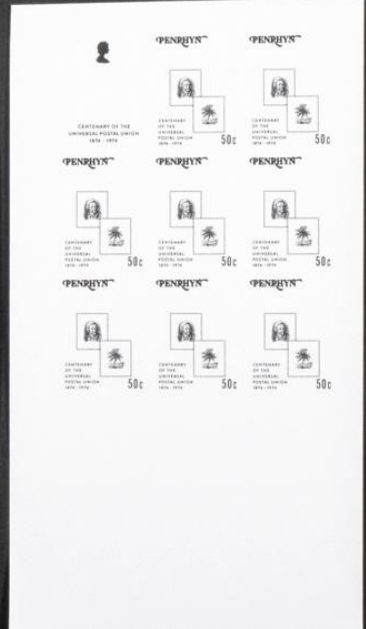 PENRHYN
PENRHYN
CENTENARY OF THE
UNIVERSAL POSTAL UNION
1874 - 1974
CENTENARY
OF THE
UNIVERSAL
POSTAL UNION
1874 - 1974
50c
CENTENARY
OF THE
UNIVERSAL
POSTAL UNION
1874 - 1974
50c
PENRHYN
PENRHYN
PENRHYN
CENTENARY
OF THE
UNIVERSAL
POSTAL UNION
1874 - 1974
50c
CENTENARY
OF THE
UNIVERSAL
POSTAL UNION
1874 - 1974
50c
CENTENARY
OF THE
UNIVERSAL
POSTAL UNION
1874 - 1974
50c
PENRHYN
PENRHYN
PENRHYN
CENTENARY
OF THE
UNIVERSAL
POSTAL UNION
1874 - 1974
50c
CENTENARY
OF THE
UNIVERSAL
POSTAL UNION
1874 - 1974
50c
CENTENARY
OF THE
UNIVERSAL
POSTAL UNION
1874 - 1974
50c